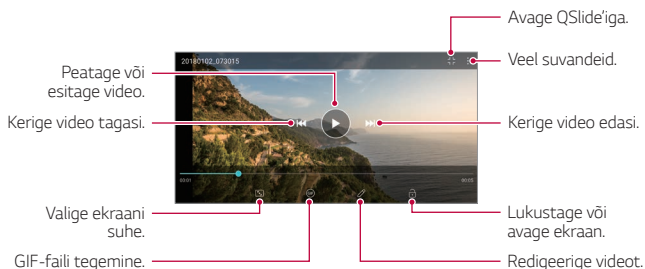 Avage QSlide'iga.
20180102_073015
Veel suvandeid.
Peatage või
esitage video.
Kerige video tagasi.
Kerige video edasi.
00:01
00:05
GIF
Valige ekraani
suhe.
Lukustage või
avage ekraan.
GIF-faili tegemine.
Redigeerige videot.